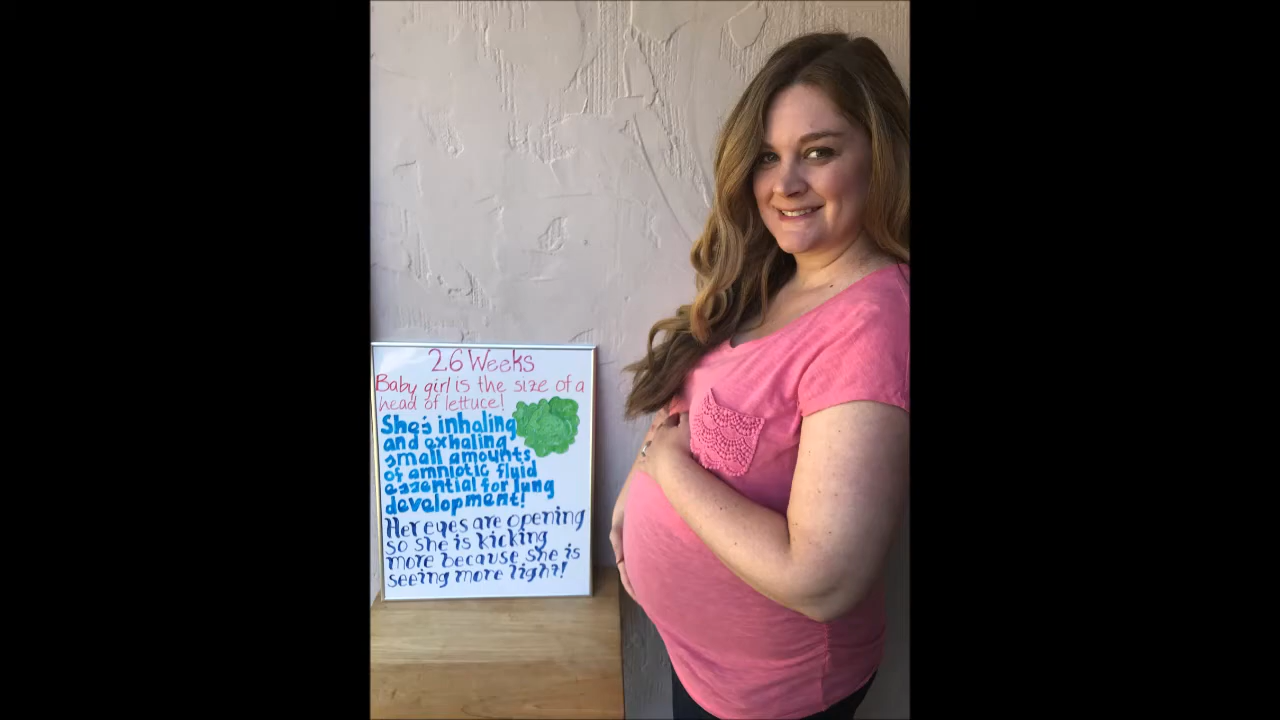 26 Weeks
Baby girl is the size of a
head of lettuce!
She's inhaling
and exhaling
small amounts
of amniotic fluid
essential for lung
development!
Her eyes are opening
so she is kicking
more because she is
seeing more light!